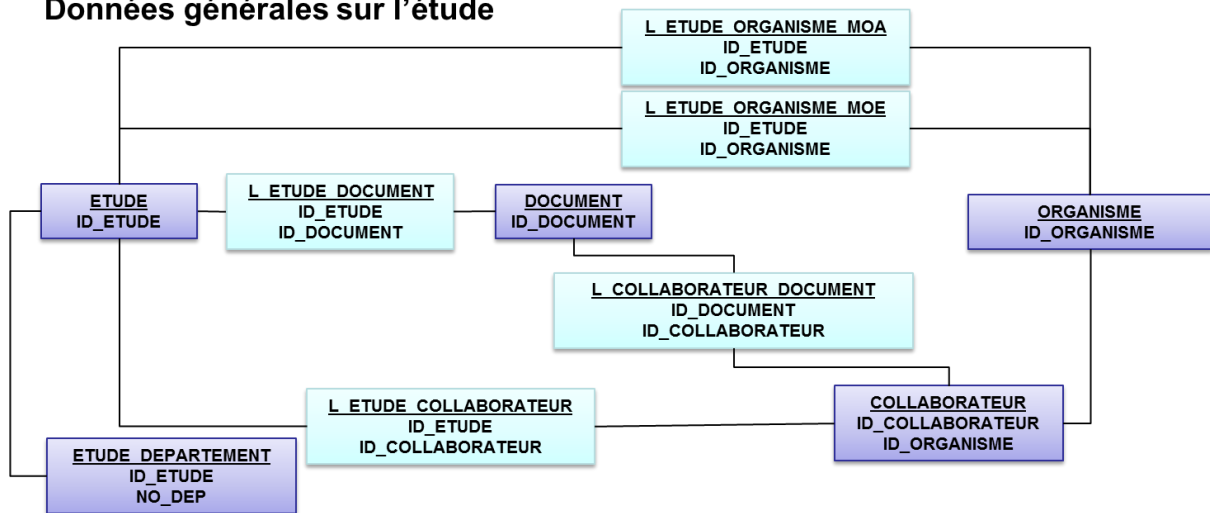 Données générales sur l’étude
L_ETUDE_ORGANISME_MOA
ID_ETUDE
ID_ORGANISME
L_ETUDE_ORGANISME_MOE
ID_ETUDE
ID_ORGANISME
ETUDE
ID_ETUDE
L_ETUDE_DOCUMENT
ID_ETUDE
ID_DOCUMENT
DOCUMENT
ID_DOCUMENT
ORGANISME
ID_ORGANISME
L_COLLABORATEUR_DOCUMENT
ID_DOCUMENT
ID_COLLABORATEUR
L_ETUDE_COLLABORATEUR
ID_ETUDE
ID_COLLABORATEUR
COLLABORATEUR
ID_COLLABORATEUR
ID_ORGANISME
ETUDE_DEPARTEMENT
ID_ETUDE
NO_DEP